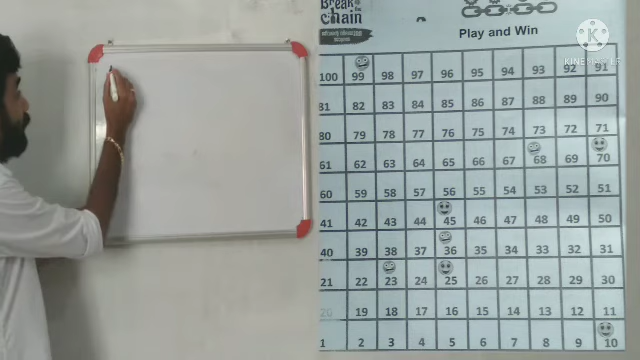 Break
the
chain
Play and Win
KINEMASTER
100 99 98 97 96 95 94 93 92 91
81 82 83 84 85 86 87 88 89 90
80 79 78 77 76 75 74 73 72 71
61 62 63 64 65 66 67 68 69 70
60 59 58 57 56 55 54 53 52 51
41 42 43 44 45 46 47 48 49 50
40 39 38 37 36 35 34 33 32 31
21 22 23 24 25 26 27 28 29 30
20 19 18 17 16 15 14 13 12 11
1 2 3 4 5 6 7 8 9 10